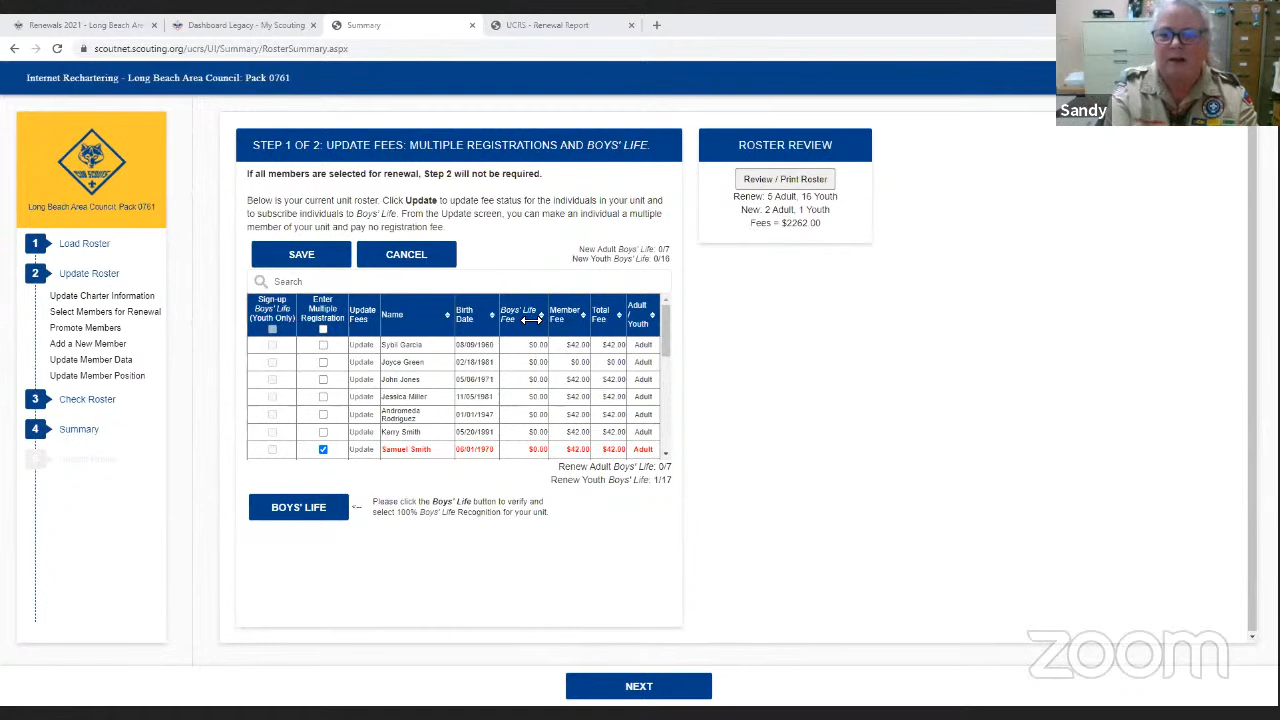 Renewals 2021 - Long Beach Are
Dashboard Legacy - My Scouting
Summary
UCRS - Renewal Report
scoutnet.scouting.org/ucrs/UI/Summary/RosterSummary.aspx
Internet Rechartering - Long Beach Area Council: Pack 0761
Sandy
CUB SCOUTS
Long Beach Area Council: Pack 0761
1 Load Roster
2 Update Roster
Update Charter Information
Select Members for Renewal
Promote Members
Add a New Member
Update Member Data
Update Member Position
3 Check Roster
4 Summary
STEP 1 OF 2: UPDATE FEES: MULTIPLE REGISTRATIONS AND BOYS' LIFE.
If all members are selected for renewal, Step 2 will not be required.
Below is your current unit roster. Click Update to update fee status for the individuals in your unit and
to subscribe individuals to Boys' Life. From the Update screen, you can make an individual a multiple
member of your unit and pay no registration fee.
SAVE
CANCEL
New Adult Boys' Life: 0/7
New Youth Boys' Life: 0/16
Search
Sign-up Boys' Life (Youth Only) Enter Multiple Registration Update Fees Name Birth Date Boys' Life Fee Member Fee Total Fee Adult / Youth
Update Sybil Garcia 08/09/1960 $0.00 $42.00 $42.00 Adult
Update Joyce Green 02/18/1981 $0.00 $0.00 $0.00 Adult
Update John Jones 05/06/1971 $0.00 $42.00 $42.00 Adult
Update Jessica Miller 11/05/1981 $0.00 $42.00 $42.00 Adult
Update Andromeda Rodriguez 01/01/1947 $0.00 $42.00 $42.00 Adult
Update Kerry Smith 05/20/1991 $0.00 $42.00 $42.00 Adult
Update Samuel Smith 06/01/1970 $0.00 $42.00 $42.00 Adult
Renew Adult Boys' Life: 0/7
Renew Youth Boys' Life: 1/17
BOYS' LIFE
<-- Please click the Boys' Life button to verify and
select 100% Boys' Life Recognition for your unit.
ROSTER REVIEW
Review / Print Roster
Renew: 5 Adult, 16 Youth
New: 2 Adult, 1 Youth
Fees = $2262.00
NEXT
zoom